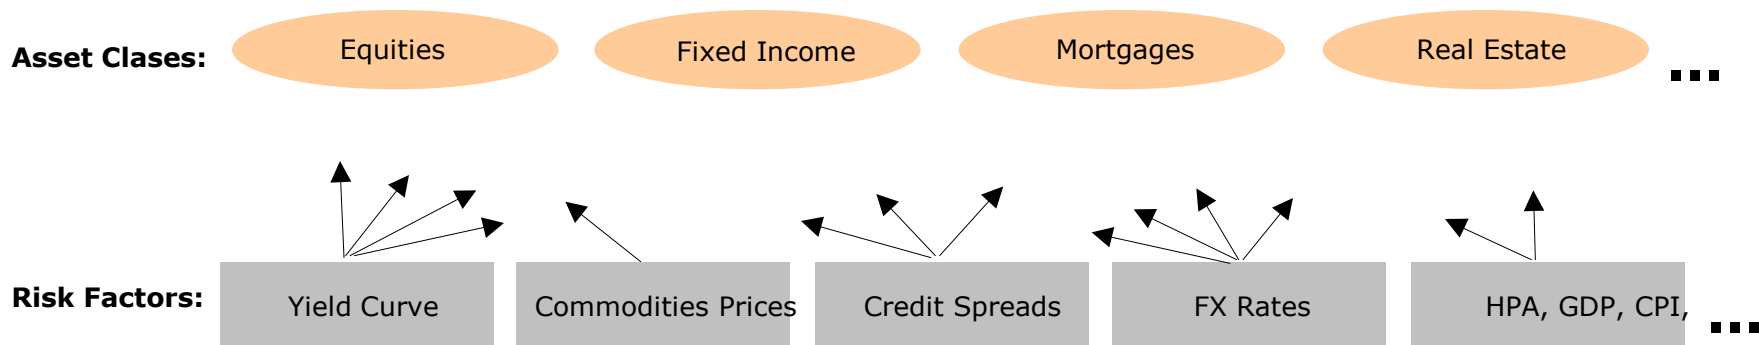 Asset Clases: Equities Fixed Income Mortgages Real Estate ...
Risk Factors: Yield Curve Commodities Prices Credit Spreads FX Rates HPA, GDP, CPI, ...